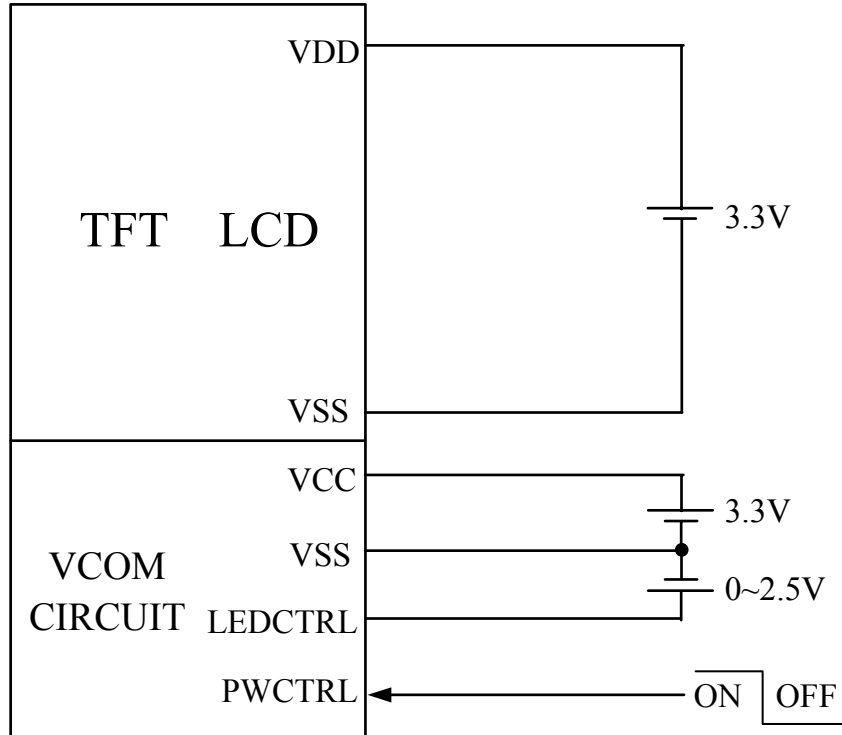 VDD
TFT LCD
3.3V
VSS
VCC
3.3V
VSS
VCOM
CIRCUIT
0~2.5V
LEDCTRL
PWCTRL
ON OFF